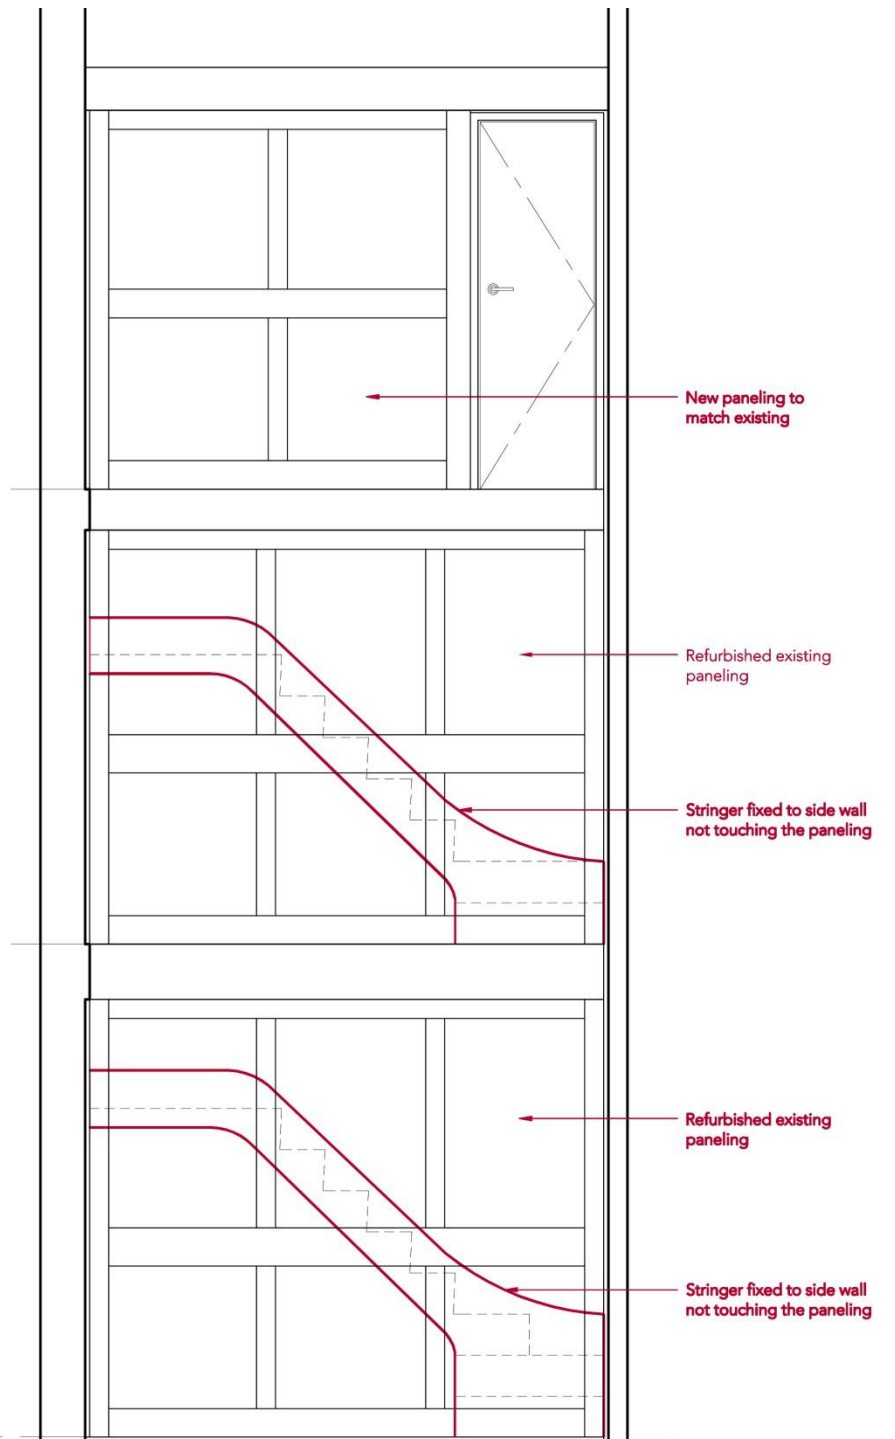 New paneling to
match existing
Refurbished existing
paneling
Stringer fixed to side wall
not touching the paneling
Refurbished existing
paneling
Stringer fixed to side wall
not touching the paneling